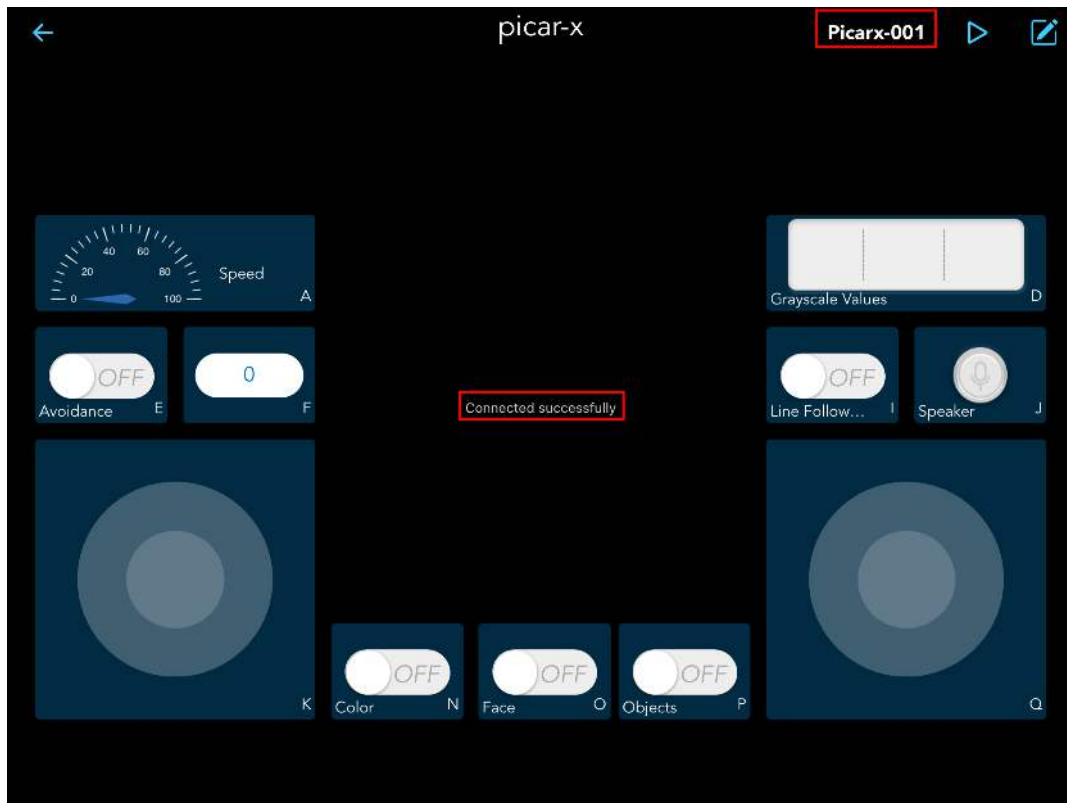 picar-x
Picarx-001
40 60
20 80
0 100
Speed
A
Grayscale Values
D
OFF
Avoidance
E
0
F
Connected successfully
OFF
Line Follow...
I
Speaker
J
K
OFF
Color
N
OFF
Face
O
OFF
Objects
P
Q